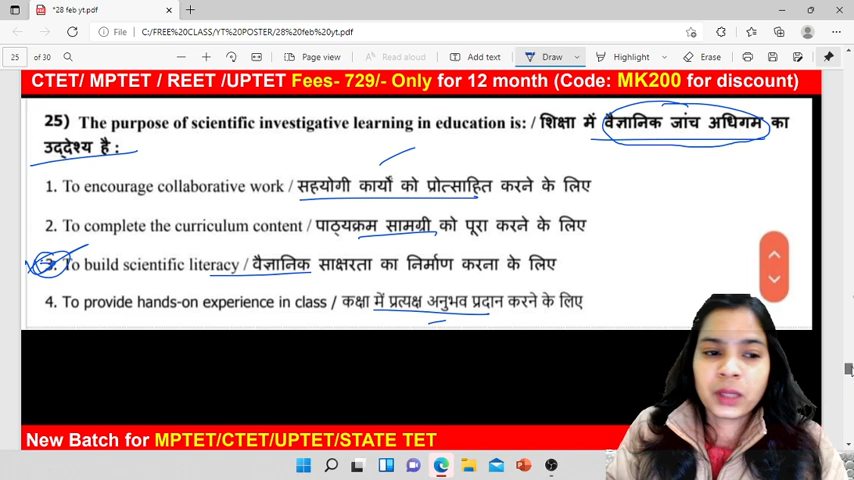 *28 feb yt.pdf
File
C:/FREE%20CLASS/YT%20POSTER/28%20feb%20yt.pdf
25 of 30
Page view
Read aloud
Add text
Draw
Highlight
Erase
CTET/ MPTET / REET /UPTET Fees- 729/- Only for 12 month (Code: MK200 for discount)
25) The purpose of scientific investigative learning in education is: / शिक्षा में वैज्ञानिक जांच अधिगम का
उद्देश्य है :
1. To encourage collaborative work / सहयोगी कार्यों को प्रोत्साहित करने के लिए
2. To complete the curriculum content / पाठ्यक्रम सामग्री को पूरा करने के लिए
3. To build scientific literacy / वैज्ञानिक साक्षरता का निर्माण करना के लिए
4. To provide hands-on experience in class / कक्षा में प्रत्यक्ष अनुभव प्रदान करने के लिए
New Batch for MPTET/CTET/UPTET/STATE TET